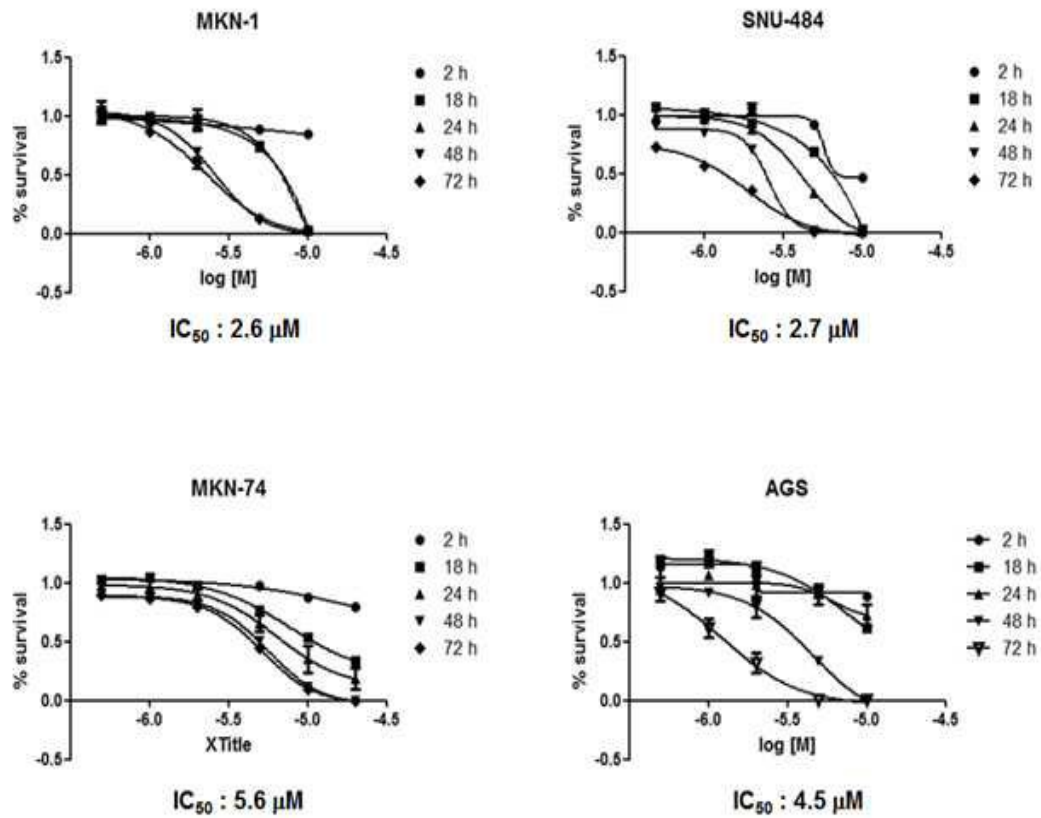 MKN-1
1.5
1.0
0.5
0.0
-0.5
% survival
-6.0 -5.5 -5.0 -4.5
log [M]
2 h
18 h
24 h
48 h
72 h
IC50 : 2.6 μM
SNU-484
1.5
1.0
0.5
0.0
-0.5
% survival
-6.0 -5.5 -5.0 -4.5
log [M]
2 h
18 h
24 h
48 h
72 h
IC50 : 2.7 μM
MKN-74
1.5
1.0
0.5
0.0
-0.5
% survival
-6.0 -5.5 -5.0 -4.5
XTitle
2 h
18 h
24 h
48 h
72 h
IC50 : 5.6 μM
AGS
1.5
1.0
0.5
0.0
-0.5
% survival
-6.0 -5.5 -5.0 -4.5
log [M]
2 h
18 h
24 h
48 h
72 h
IC50 : 4.5 μM